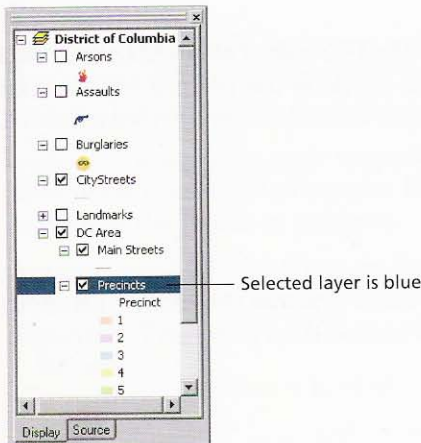 District of Columbia
Arsons
Assaults
Burglaries
CityStreets
Landmarks
DC Area
Main Streets
Precincts
Selected layer is blue
Precinct
1
2
3
4
5
Display Source